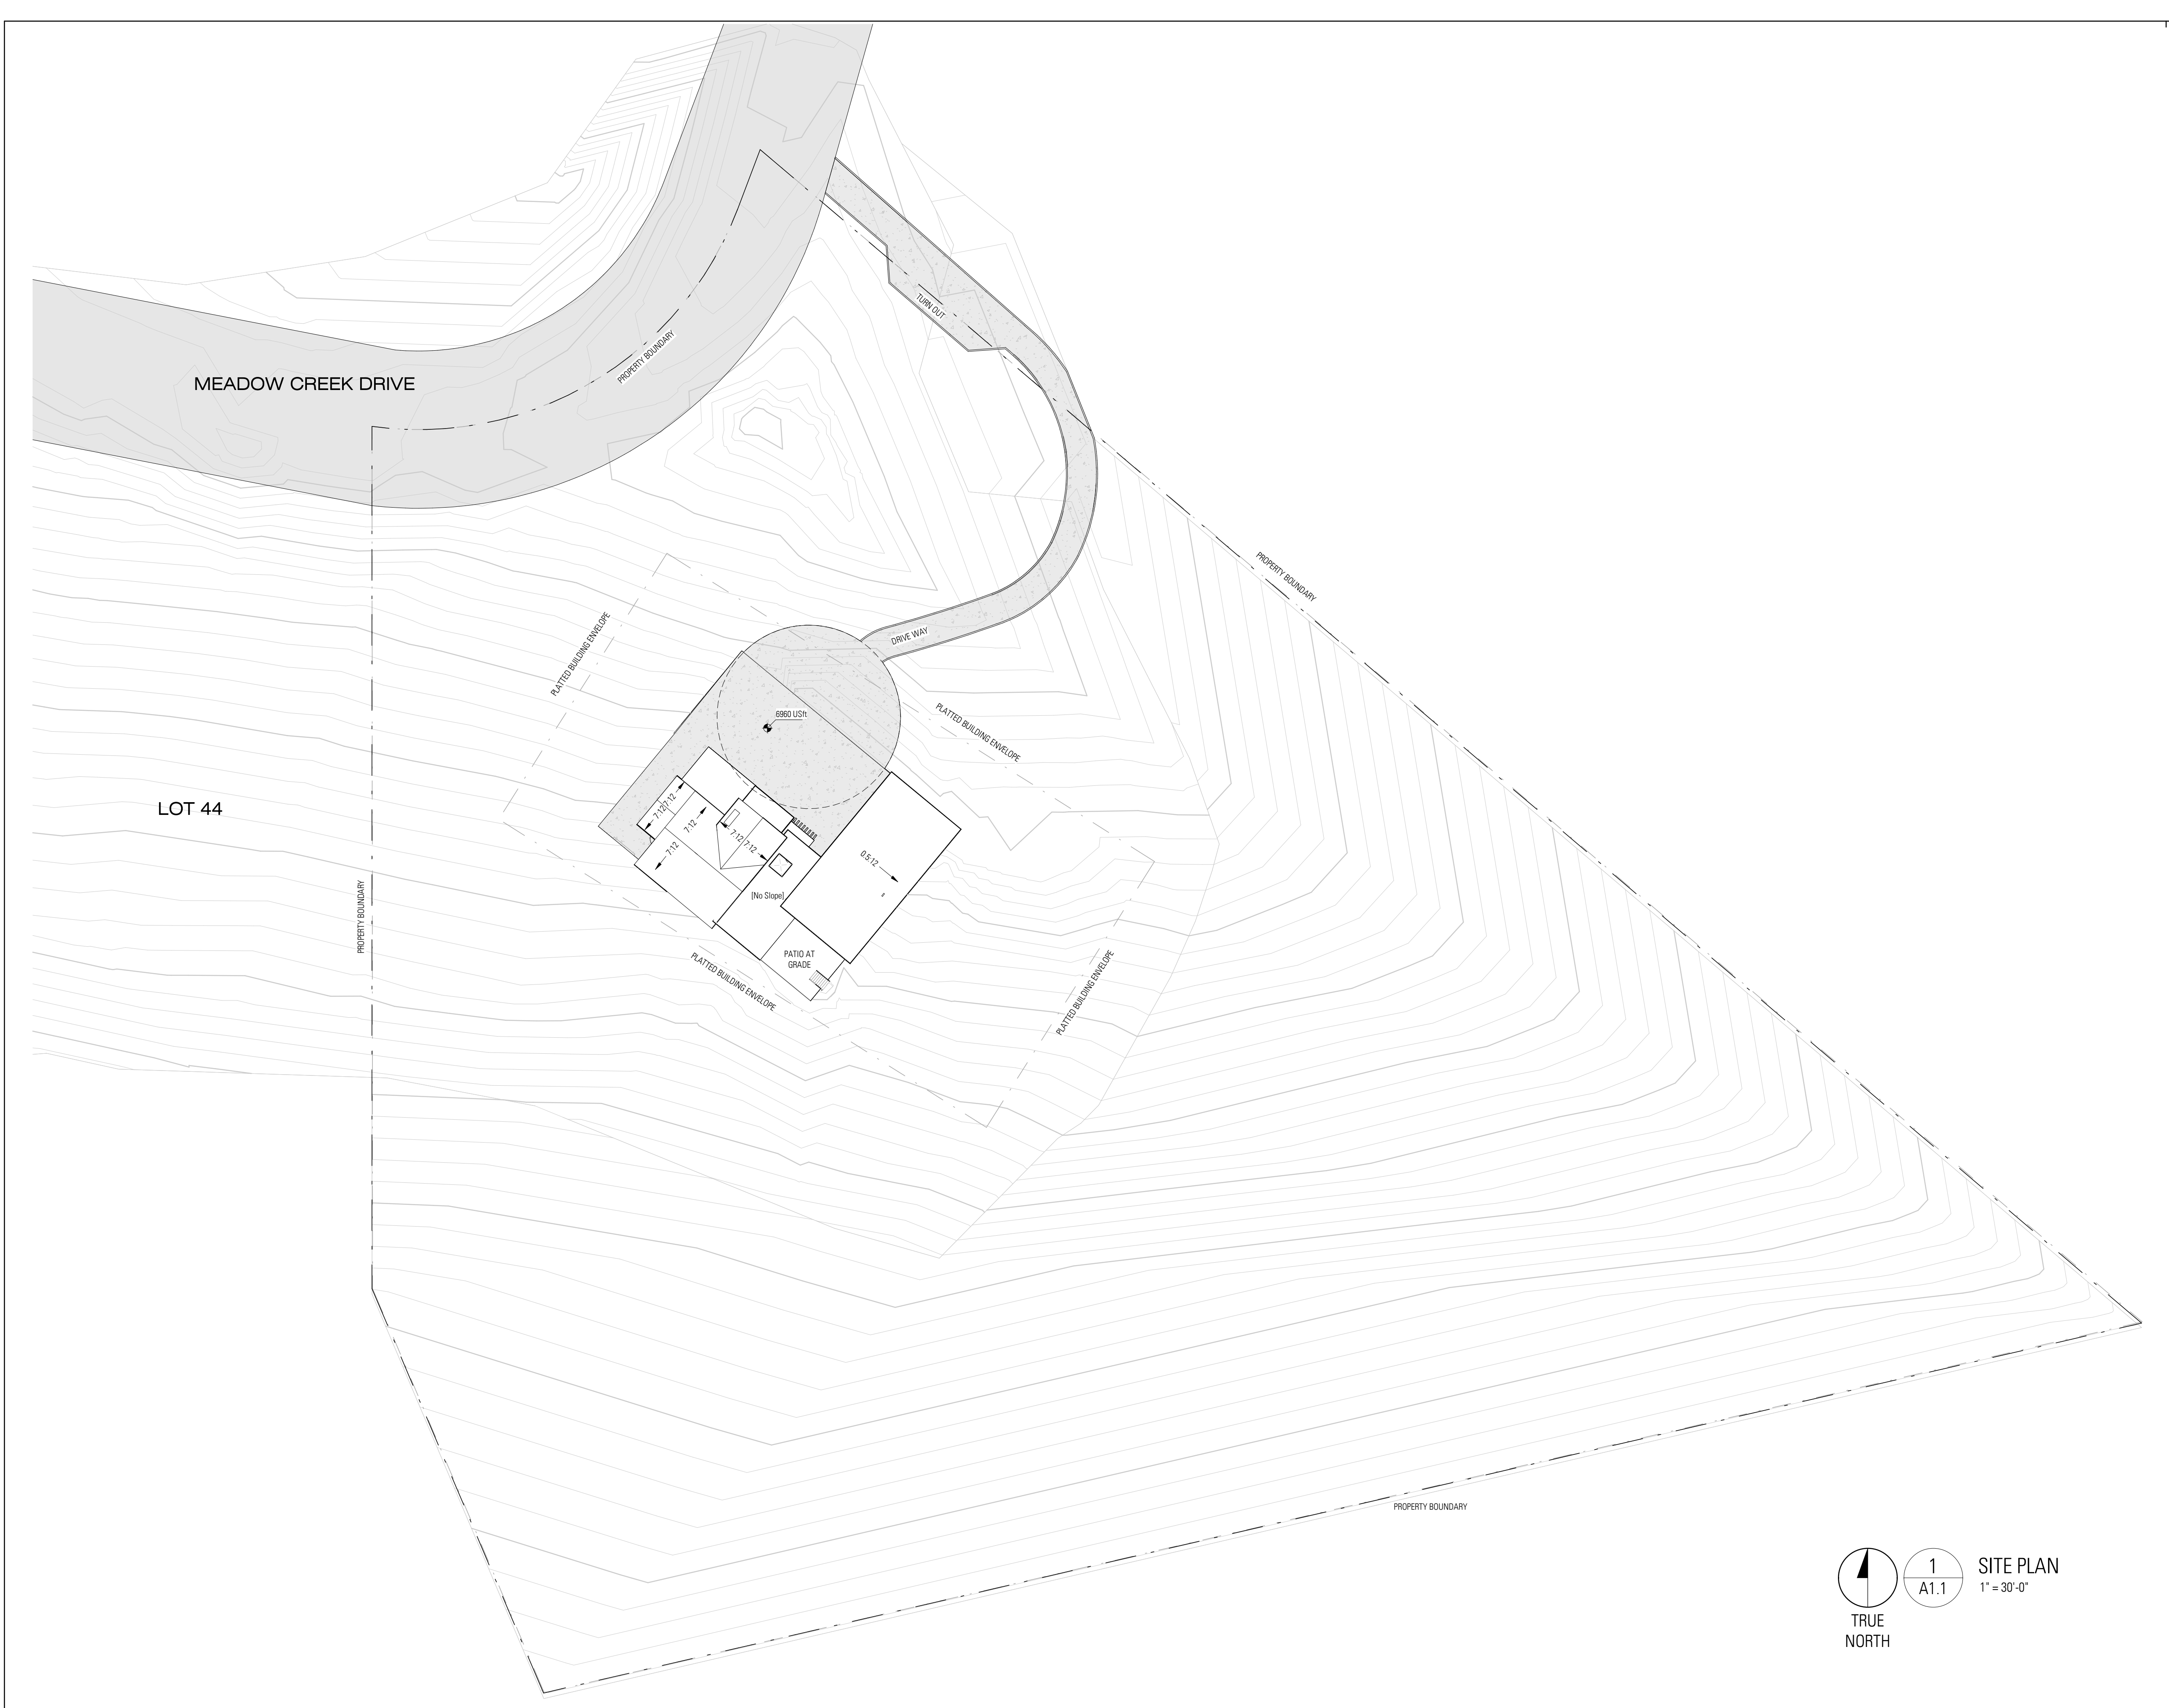 MEADOW CREEK DRIVE
PROPERTY BOUNDARY
TURN OUT
PROPERTY BOUNDARY
DRIVE WAY
PLATTED BUILDING ENVELOPE
6960 USft
PLATTED BUILDING ENVELOPE
LOT 44
7:12
7:12
7:12
7:12
7:12
7:12
0.5:12
[No Slope]
PROPERTY BOUNDARY
PATIO AT
GRADE
PLATTED BUILDING ENVELOPE
PLATTED BUILDING ENVELOPE
PROPERTY BOUNDARY
1
A1.1
SITE PLAN
1" = 30'-0"
TRUE
NORTH